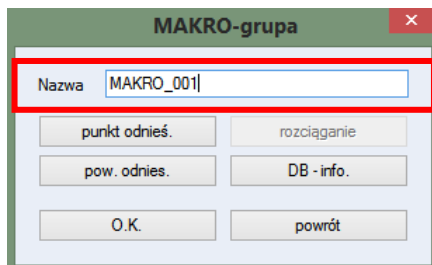 MAKRO-grupa
Nazwa MAKRO_001
punkt odnieś. rozciąganie
pow. odnies. DB - info.
O.K. powrót